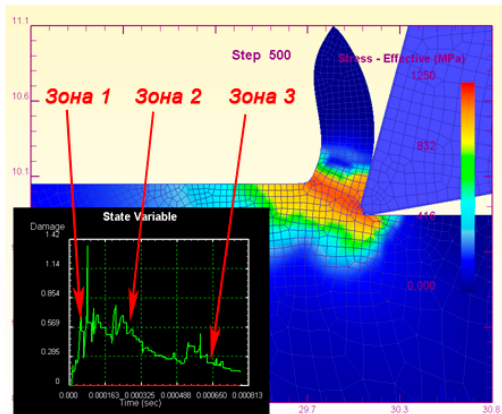 11.1
Step 500
Stress - Effective (MPa)
1250
Зона 1 Зона 2 Зона 3
10.6
832
10.1
416
0.000
State Variable
Damage
1.42
1.14
0.854
0.569
0.285
0
0.000 0.000163 0.000325 0.000488 0.000650 0.000813
Time (sec)
29.7 30.3 30.8